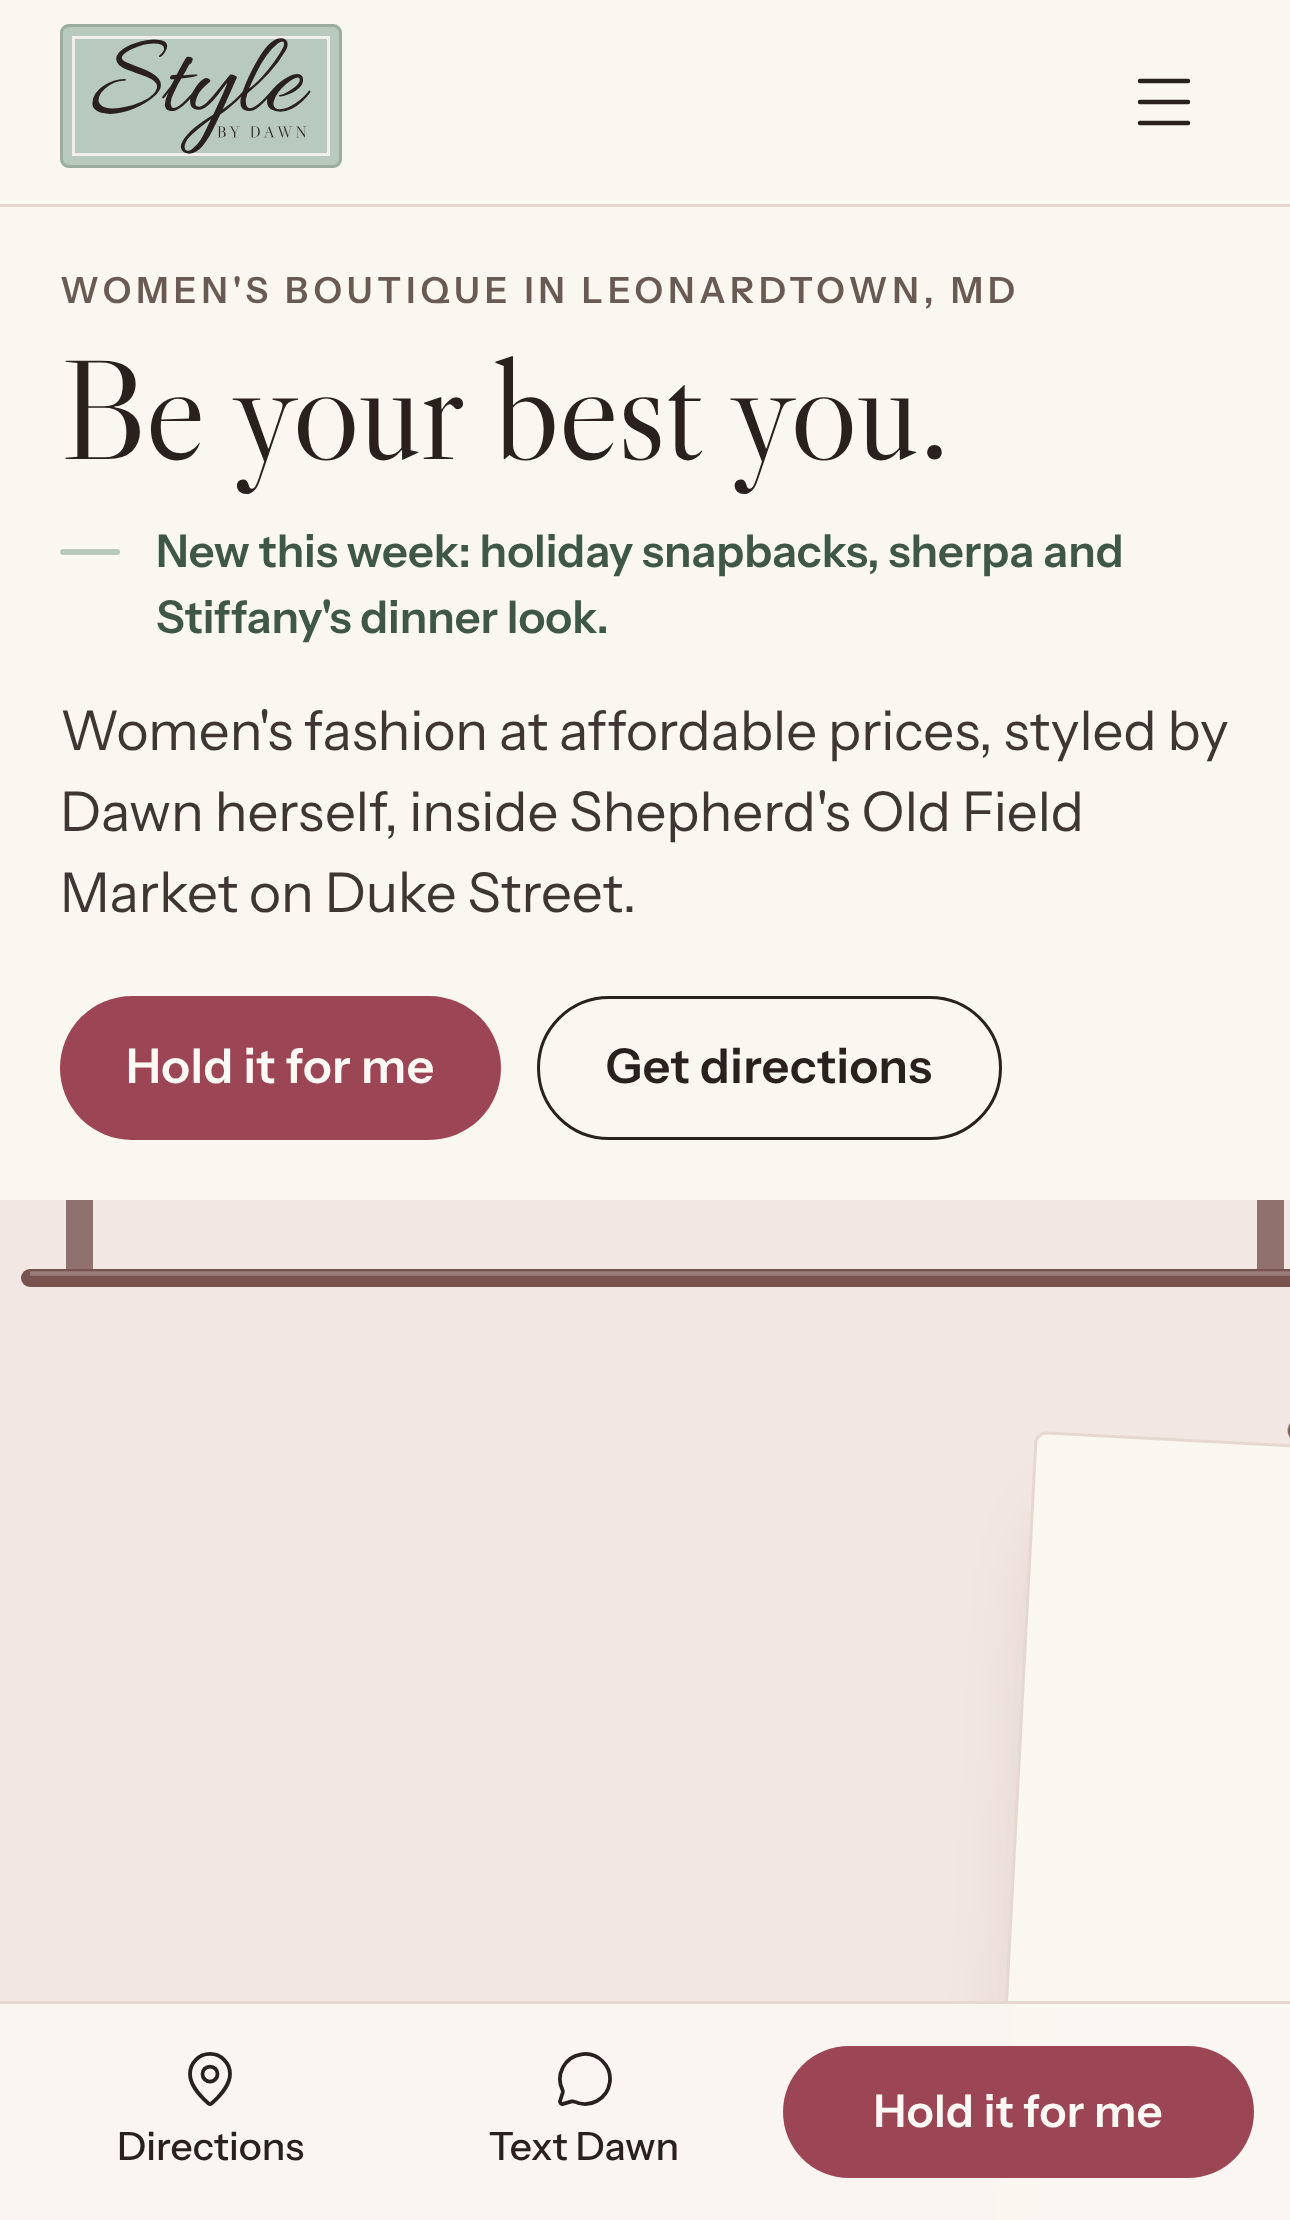 Style
BY DAWN
WOMEN'S BOUTIQUE IN LEONARDTOWN, MD
Be your best you.
New this week: holiday snapbacks, sherpa and
Stiffany's dinner look.
Women's fashion at affordable prices, styled by
Dawn herself, inside Shepherd's Old Field
Market on Duke Street.
Hold it for me
Get directions
Directions
Text Dawn
Hold it for me